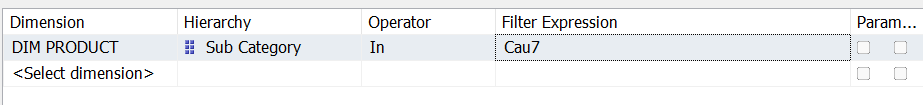 Dimension Hierarchy Operator Filter Expression Param...
DIM PRODUCT Sub Category In Cau7
<Select dimension>